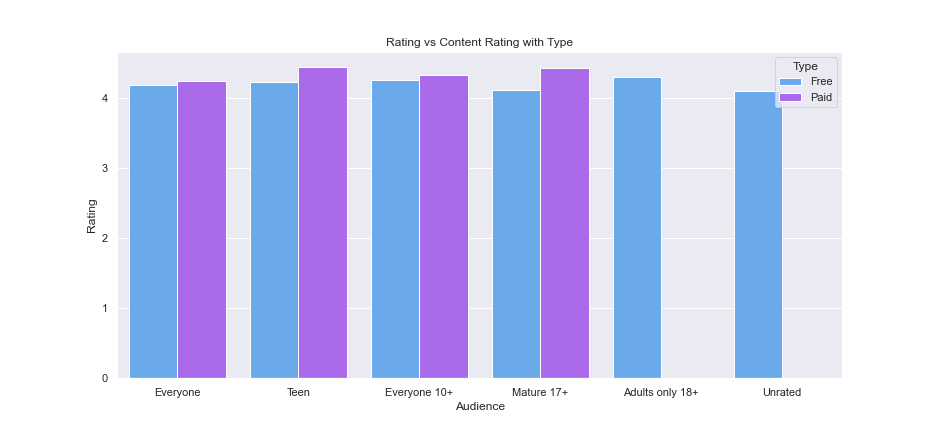 Rating vs Content Rating with Type
Type
Free
Paid
4
3
2
1
0
Rating
Everyone
Teen
Everyone 10+
Mature 17+
Adults only 18+
Unrated
Audience